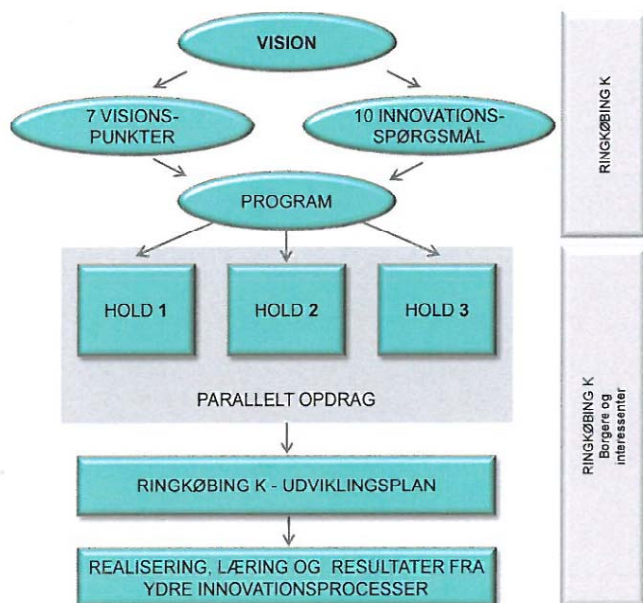 VISION
7 VISIONS-
PUNKTER
10 INNOVATIONS-
SPØRGSMÅL
PROGRAM
HOLD 1
HOLD 2
HOLD 3
PARALLELT OPDRAG
RINGKØBING K - UDVIKLINGSPLAN
REALISERING, LÆRING OG RESULTATER FRA
YDRE INNOVATIONSPROCESSER
RINGKØBING K
RINGKØBING K
Borgere og
interessenter